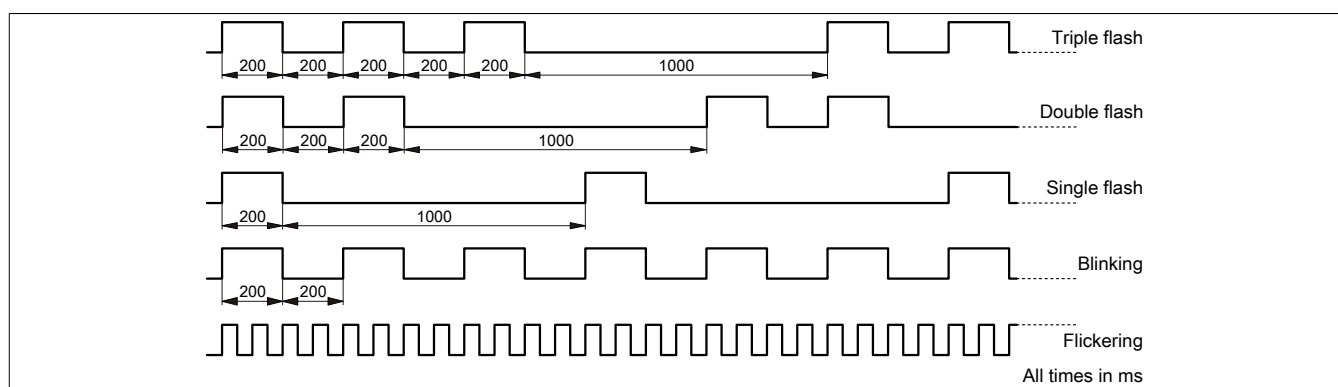 Triple flash
200 200 200 200 200 1000
Double flash
200 200 200 1000
Single flash
200 1000
Blinking
200 200
Flickering
All times in ms